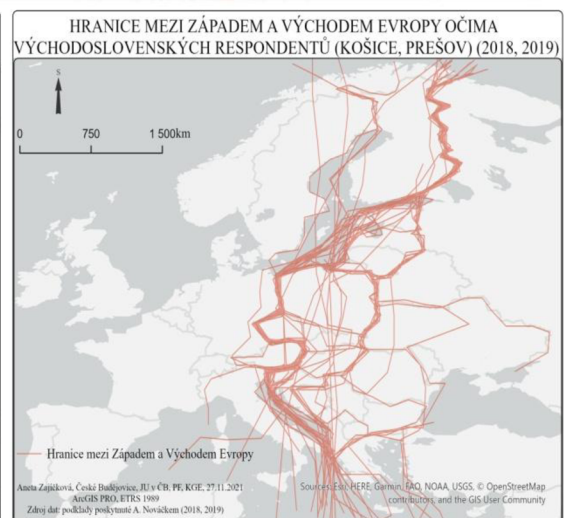 HRANICE MEZI ZÁPADEM A VÝCHODEM EVROPY OČIMA
VÝCHODOSLOVENSKÝCH RESPONDENTŮ (KOŠICE, PREŠOV) (2018, 2019)
S
0 750 1 500km
Hranice mezi Západem a Východem Evropy
Aneta Zajíčková, České Budějovice, JU v ČB, PF, KGE, 27.11.2021
ArcGIS PRO, ETRS 1989
Zdroj dat: podklady poskytnuté A. Nováčkem (2018, 2019)
Sources: Esri, HERE, Garmin, FAO, NOAA, USGS, © OpenStreetMap
contributors, and the GIS User Community